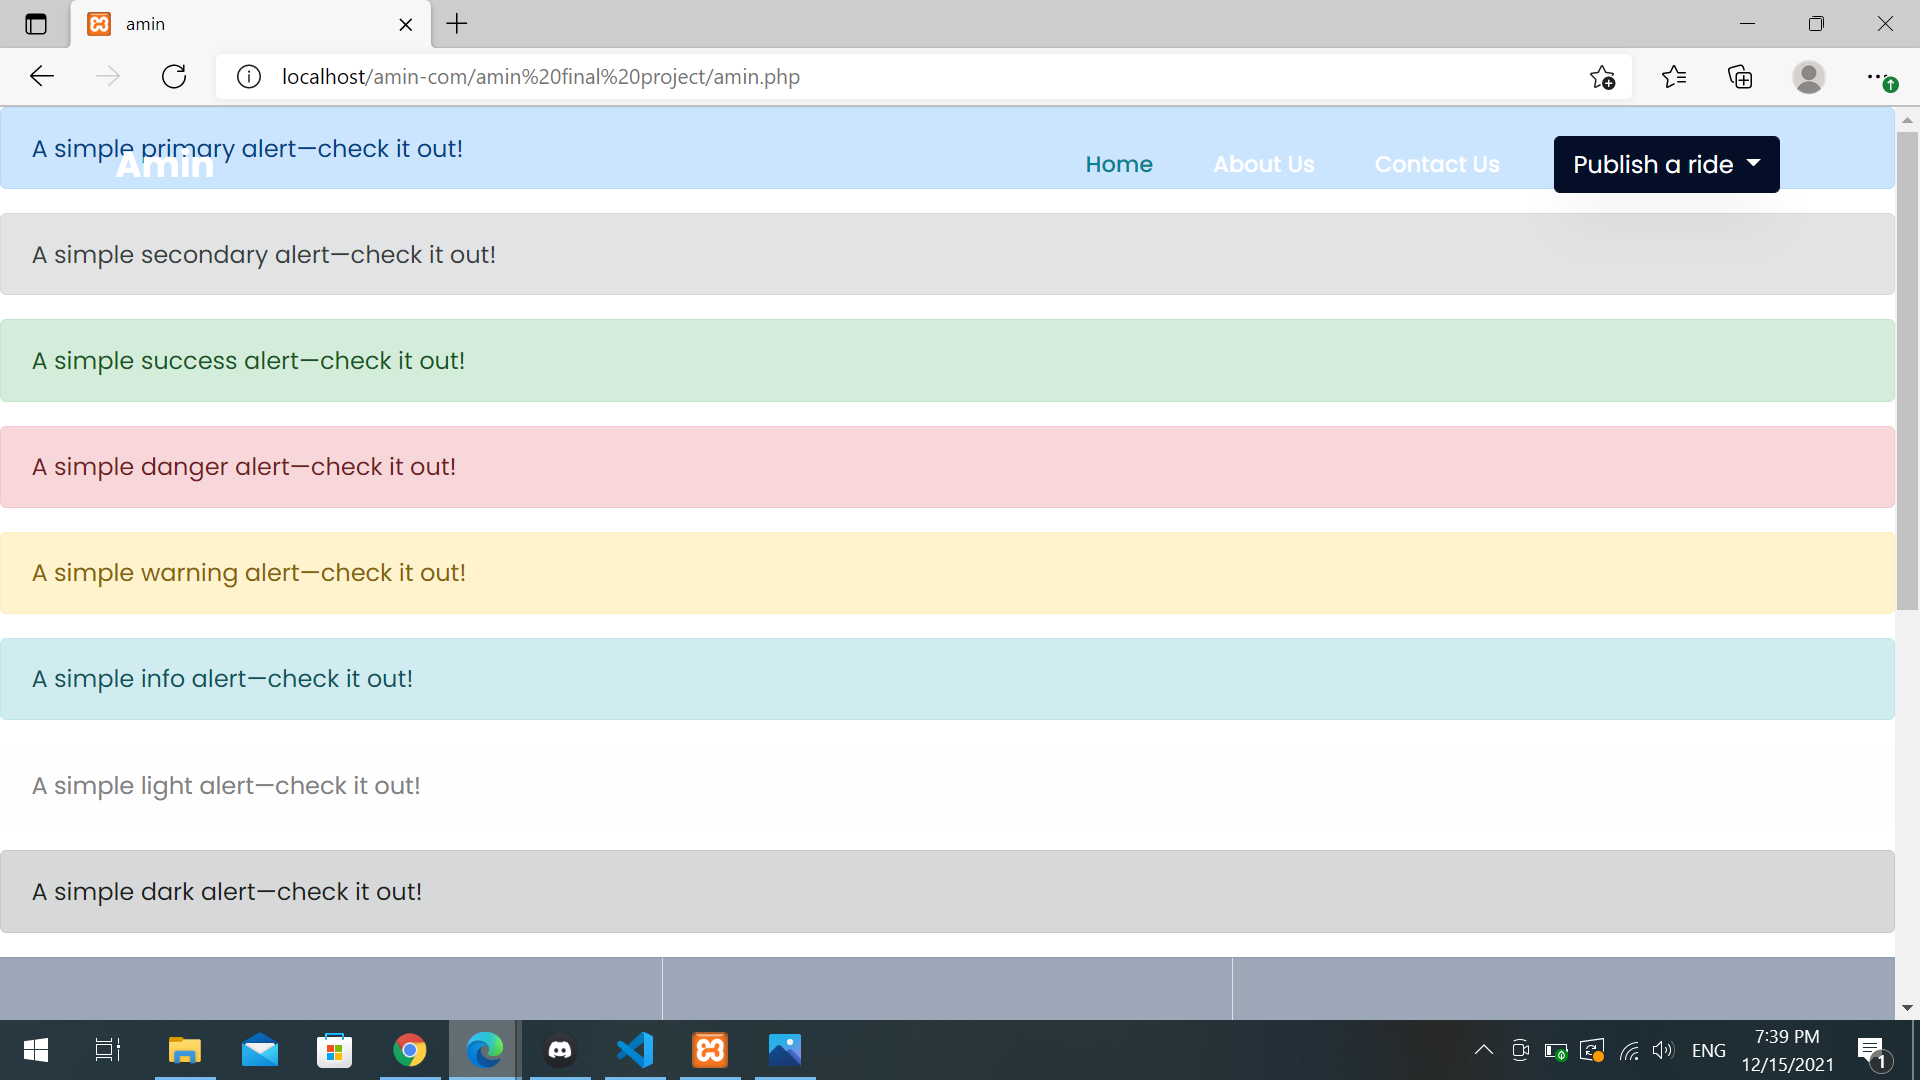 amin
localhost/amin-com/amin%20final%20project/amin.php
A simple primary alert—check it out!
Amin
Home
About Us
Contact Us
Publish a ride
A simple secondary alert—check it out!
A simple success alert—check it out!
A simple danger alert—check it out!
A simple warning alert—check it out!
A simple info alert—check it out!
A simple light alert—check it out!
A simple dark alert—check it out!
ENG
7:39 PM
12/15/2021
1